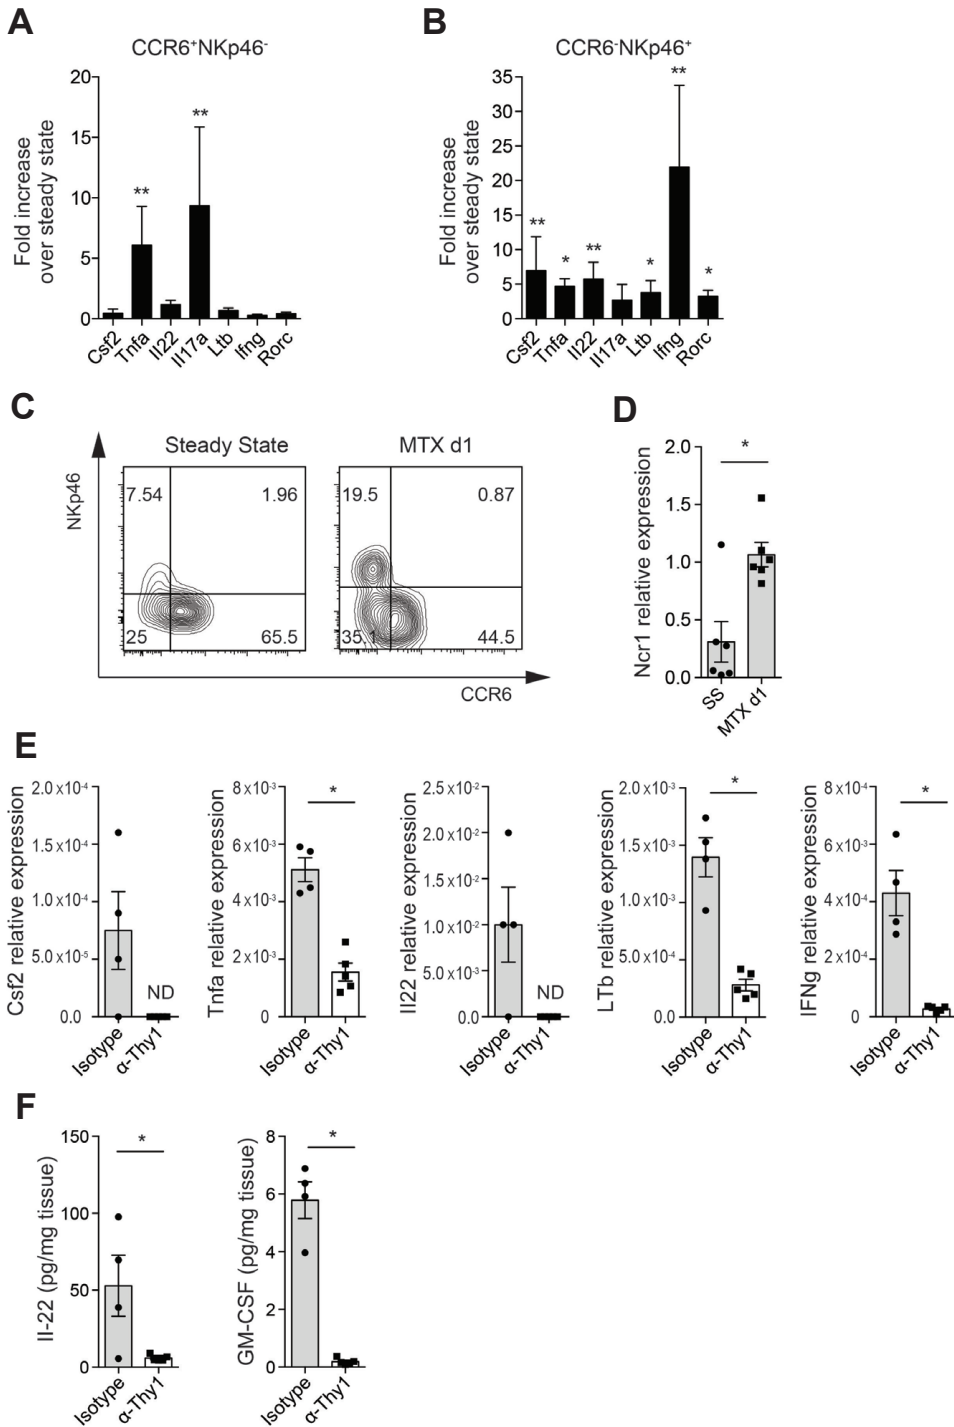 A
CCR6⁺NKp46⁻
Fold increase
over steady state
20
15
10
5
0
**
**
Csf2
Tnfa
Il22
Il17a
Ltb
Ifng
Rorc
B
CCR6⁻NKp46⁺
Fold increase
over steady state
35
30
25
20
15
10
5
0
**
*
**
*
**
*
Csf2
Tnfa
Il22
Il17a
Ltb
Ifng
Rorc
C
Steady State
MTX d1
NKp46
7.54
1.96
25
65.5
19.5
0.87
35.1
44.5
CCR6
D
Ncr1 relative expression
2.0
1.5
1.0
0.5
0.0
*
SS
MTX d1
E
Csf2 relative expression
2.0x10⁻⁴
1.5x10⁻⁴
1.0x10⁻⁴
5.0x10⁻⁵
0.0
ND
Isotype
α-Thy1
Tnfa relative expression
8x10⁻³
6x10⁻³
4x10⁻³
2x10⁻³
0
*
Isotype
α-Thy1
Il22 relative expression
2.5x10⁻²
2.0x10⁻²
1.5x10⁻²
1.0x10⁻²
5.0x10⁻³
0.0
ND
Isotype
α-Thy1
LTb relative expression
2.0x10⁻³
1.5x10⁻³
1.0x10⁻³
5.0x10⁻⁴
0.0
*
Isotype
α-Thy1
IFNg relative expression
8x10⁻⁴
6x10⁻⁴
4x10⁻⁴
2x10⁻⁴
0
*
Isotype
α-Thy1
F
Il-22 (pg/mg tissue)
150
100
50
0
*
Isotype
α-Thy1
GM-CSF (pg/mg tissue)
8
6
4
2
0
*
Isotype
α-Thy1